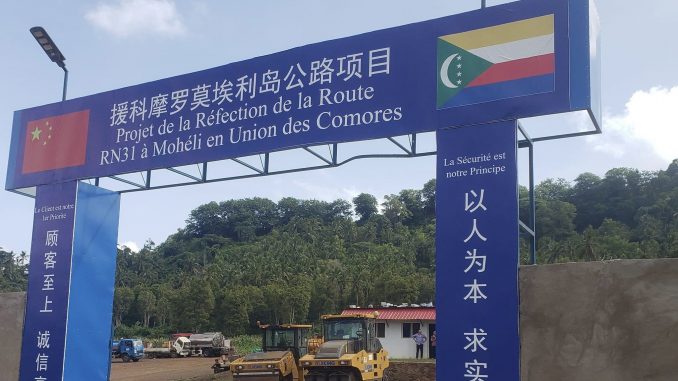 援科摩罗莫埃利岛公路项目
Projet de la Réfection de la Route
RN31 à Mohéli en Union des Comores
Le Client est notre
1er Priorité
顾客至上 诚信
La Sécurité est
notre Principe
以人为本 求实